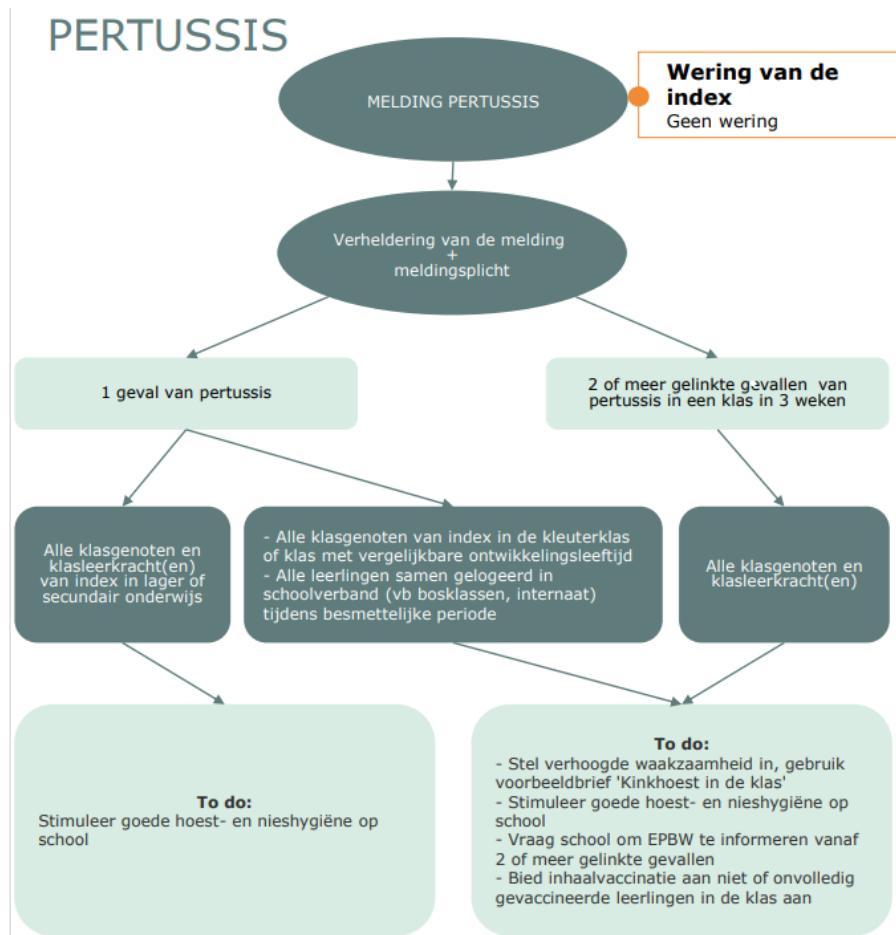 PERTUSSIS
MELDING PERTUSSIS
Wering van de
index
Geen wering
Verheldering van de melding
+
meldingsplicht
1 geval van pertussis
2 of meer gelinkte gevallen van
pertussis in een klas in 3 weken
Alle klasgenoten en
klasleerkracht(en)
van index in lager of
secundair onderwijs
- Alle klasgenoten van index in de kleuterklas
of klas met vergelijkbare ontwikkelingsleeftijd
- Alle leerlingen samen gelogeerd in
schoolverband (vb bosklassen, internaat)
tijdens besmettelijke periode
Alle klasgenoten en
klasleerkracht(en)
To do:
Stimuleer goede hoest- en nieshygiëne op
school
To do:
- Stel verhoogde waakzaamheid in, gebruik
voorbeeldbrief 'Kinkhoest in de klas'
- Stimuleer goede hoest- en nieshygiëne op
school
- Vraag school om EPBW te informeren vanaf
2 of meer gelinkte gevallen
- Bied inhaalvaccinatie aan niet of onvolledig
gevaccineerde leerlingen in de klas aan